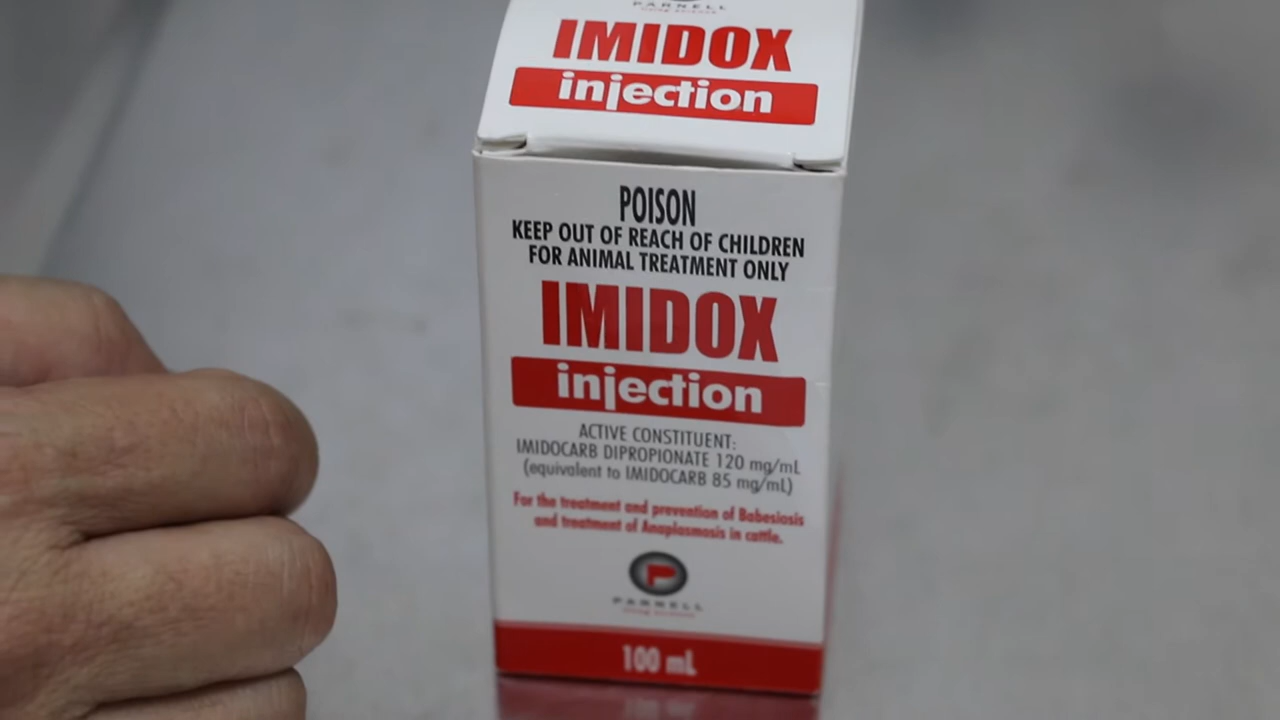 PARNELL
IMIDOX
injection
POISON
KEEP OUT OF REACH OF CHILDREN
FOR ANIMAL TREATMENT ONLY
IMIDOX
injection
ACTIVE CONSTITUENT:
IMIDOCARB DIPROPIONATE 120 mg/mL
(equivalent to IMIDOCARB 85 mg/mL)
For the treatment and prevention of Babesiosis
and treatment of Anaplasmosis in cattle.
PARNELL
100 mL